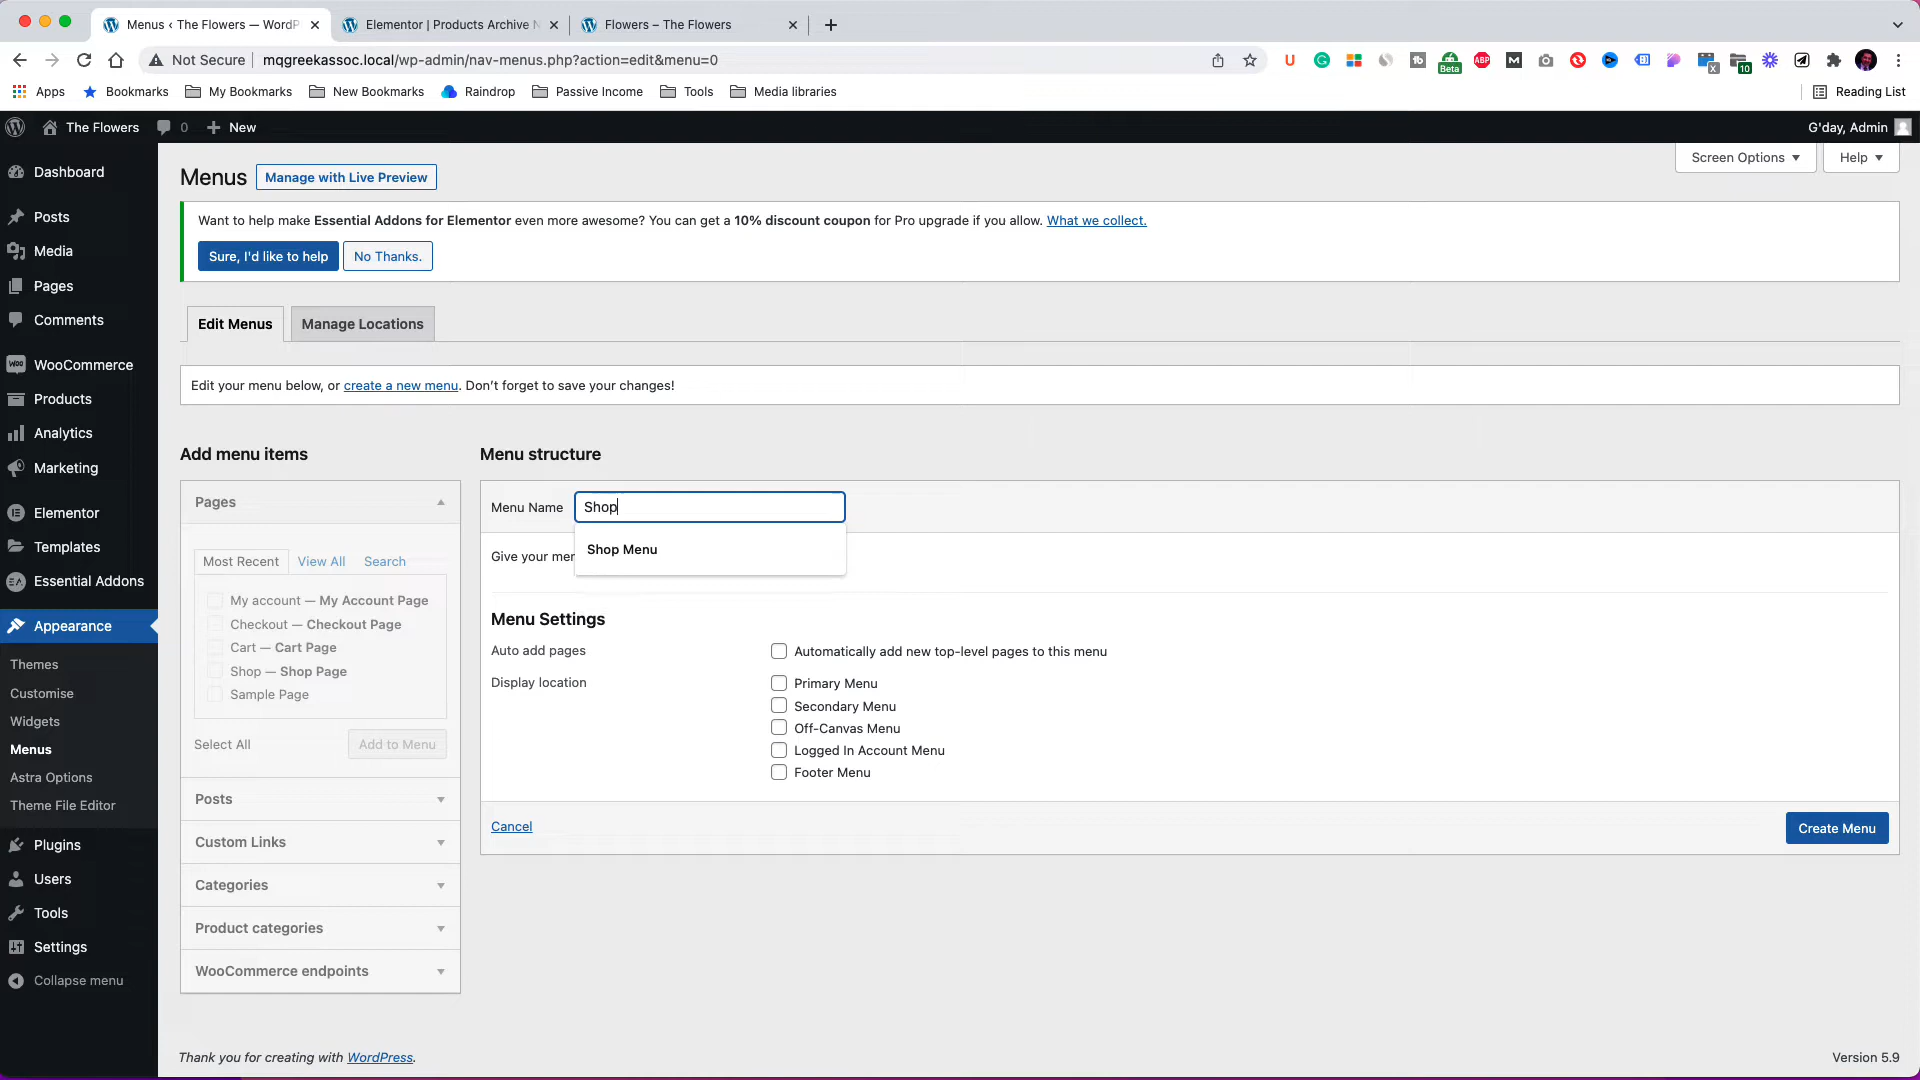 Menus ‹ The Flowers — WordP
Elementor | Products Archive N
Flowers – The Flowers
Not Secure
mqgreekassoc.local/wp-admin/nav-menus.php?action=edit&menu=0
U
ABP
Beta
X
10
Apps
Bookmarks
My Bookmarks
New Bookmarks
Raindrop
Passive Income
Tools
Media libraries
Reading List
The Flowers
0
New
G'day, Admin
Dashboard
Posts
Media
Pages
Comments
WooCommerce
Products
Analytics
Marketing
Elementor
Templates
Essential Addons
Appearance
Themes
Customise
Widgets
Menus
Astra Options
Theme File Editor
Plugins
Users
Tools
Settings
Collapse menu
Screen Options
Help
Menus
Manage with Live Preview
Want to help make Essential Addons for Elementor even more awesome? You can get a 10% discount coupon for Pro upgrade if you allow. What we collect.
Sure, I'd like to help
No Thanks.
Edit Menus
Manage Locations
Edit your menu below, or create a new menu. Don’t forget to save your changes!
Add menu items
Pages
Most Recent
View All
Search
My account — My Account Page
Checkout — Checkout Page
Cart — Cart Page
Shop — Shop Page
Sample Page
Select All
Add to Menu
Posts
Custom Links
Categories
Product categories
WooCommerce endpoints
Menu structure
Menu Name
Shop
Shop Menu
Give your mer
Menu Settings
Auto add pages
Automatically add new top-level pages to this menu
Display location
Primary Menu
Secondary Menu
Off-Canvas Menu
Logged In Account Menu
Footer Menu
Cancel
Create Menu
Thank you for creating with WordPress.
Version 5.9